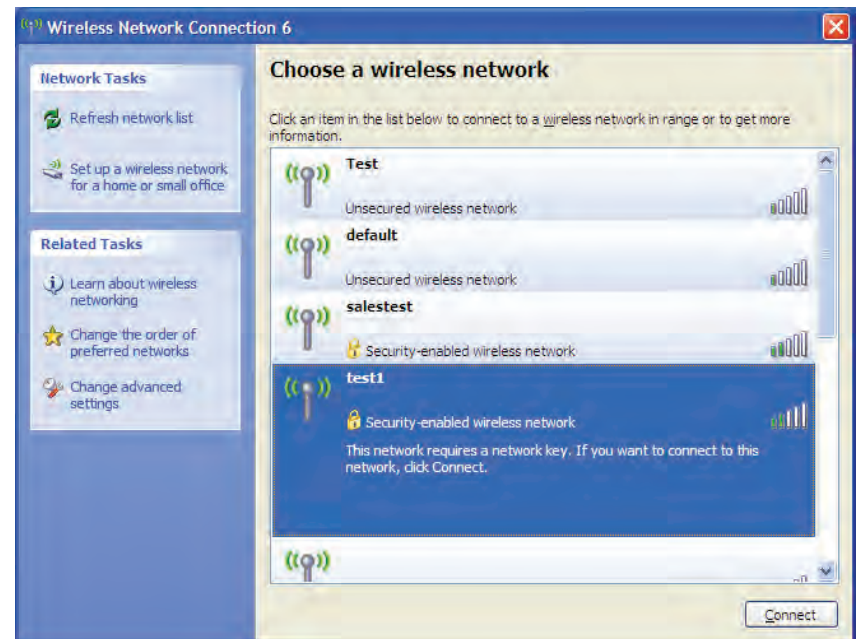 Wireless Network Connection 6
Network Tasks
Refresh network list
Set up a wireless network
for a home or small office
Related Tasks
Learn about wireless
networking
Change the order of
preferred networks
Change advanced
settings
Choose a wireless network
Click an item in the list below to connect to a wireless network in range or to get more
information.
Test
Unsecured wireless network
default
Unsecured wireless network
salestest
Security-enabled wireless network
test1
Security-enabled wireless network
This network requires a network key. If you want to connect to this
network, click Connect.
Connect